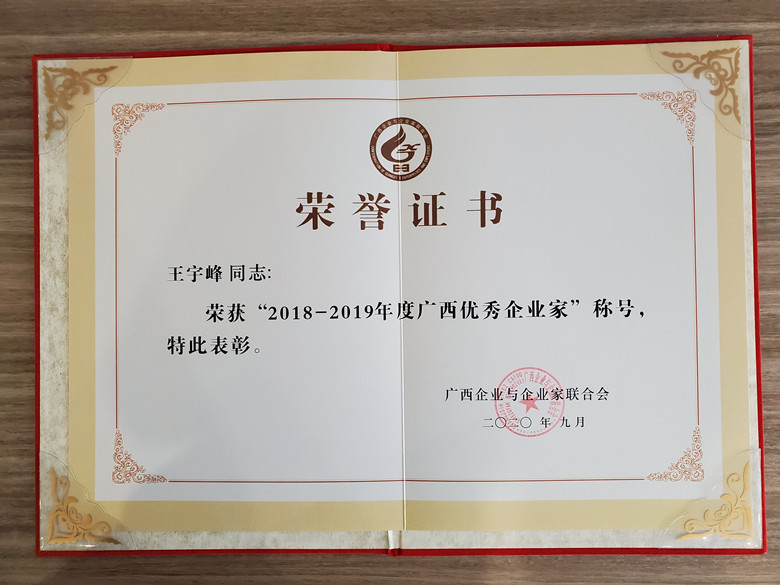 荣誉证书
王宇峰 同志:
荣获“2018-2019年度广西优秀企业家”称号，
特此表彰。
广西企业与企业家联合会
二〇二〇 年 九月